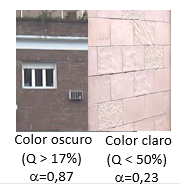 Color oscuro
(Q > 17%)
α=0,87
Color claro
(Q < 50%)
α=0,23